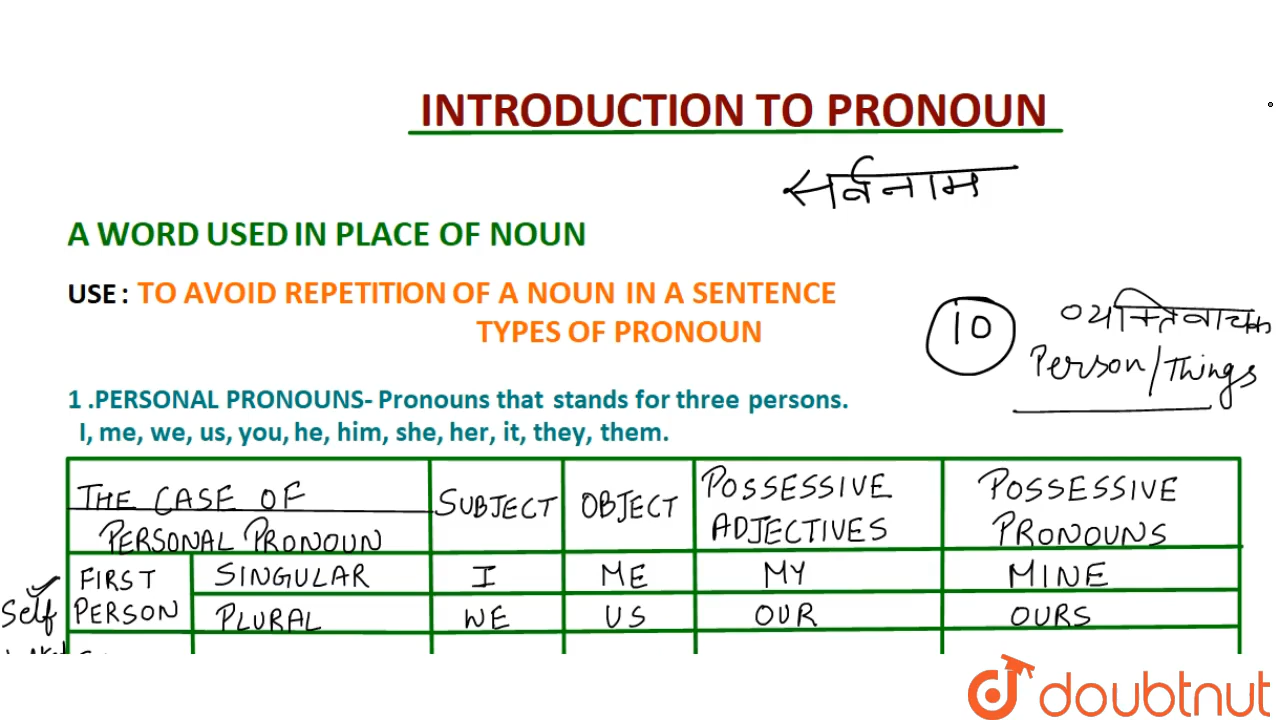 INTRODUCTION TO PRONOUN
सर्वनाम
A WORD USED IN PLACE OF NOUN
USE : TO AVOID REPETITION OF A NOUN IN A SENTENCE
TYPES OF PRONOUN
10
व्यक्तिवाचक
Person/Things
1 .PERSONAL PRONOUNS- Pronouns that stands for three persons.
I, me, we, us, you, he, him, she, her, it, they, them.
THE CASE OF PERSONAL PRONOUN SUBJECT OBJECT POSSESSIVE ADJECTIVES POSSESSIVE PRONOUNS
Self FIRST PERSON SINGULAR I ME MY MINE
PLURAL WE US OUR OURS
doubtnut